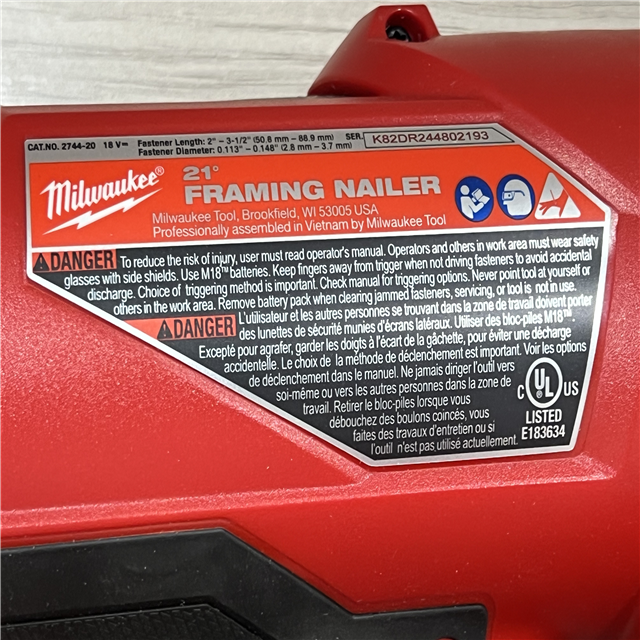 CAT.NO. 2744-20 18 V⎓ Fastener Length: 2" – 3-1/2" (50.8 mm – 88.9 mm) SER. K82DR244802193
Fastener Diameter: 0.113" – 0.148" (2.8 mm – 3.7 mm)
Milwaukee®
21°
FRAMING NAILER
Milwaukee Tool, Brookfield, WI 53005 USA
Professionally assembled in Vietnam by Milwaukee Tool
DANGER To reduce the risk of injury, user must read operator's manual. Operators and others in work area must wear safety
glasses with side shields. Use M18™ batteries. Keep fingers away from trigger when not driving fasteners to avoid accidental
discharge. Choice of triggering method is important. Check manual for triggering options. Never point tool at yourself or
others in the work area. Remove battery pack when clearing jammed fasteners, servicing, or tool is not in use.
DANGER L'utilisateur et les autres personnes se trouvant dans la zone de travail doivent porter
des lunettes de sécurité munies d'écrans latéraux. Utiliser des bloc-piles M18™.
Excepté pour agrafer, garder les doigts à l'écart de la gâchette, pour éviter une décharge
accidentelle. Le choix de la méthode de déclenchement est important. Voir les options
de déclenchement dans le manuel. Ne jamais diriger l'outil vers
soi-même ou vers les autres personnes dans la zone de
travail. Retirer le bloc-piles lorsque vous
débouchez des boulons coincés, vous
faites des travaux d'entretien ou si
l'outil n'est pas utilisé actuellement.
C UL US
LISTED
E183634